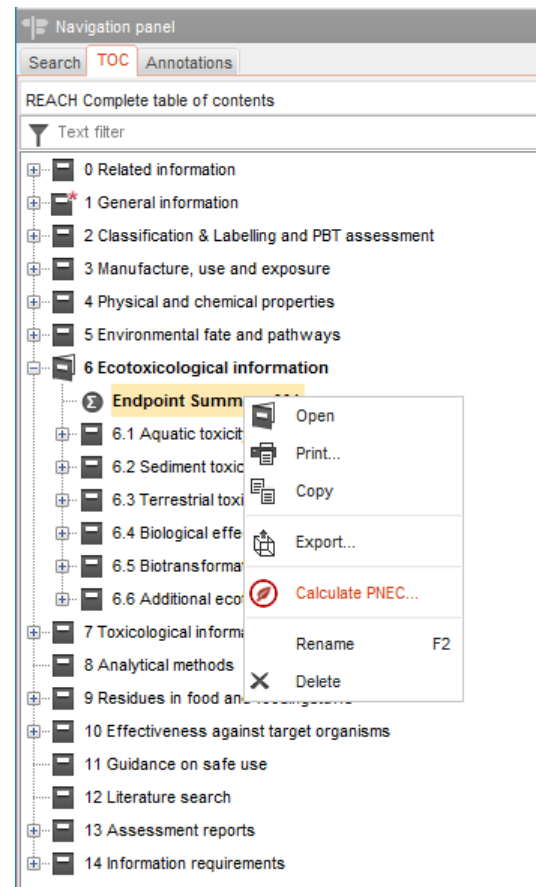 Navigation panel
Search TOC Annotations
REACH Complete table of contents
Text filter
0 Related information
1 General information
2 Classification & Labelling and PBT assessment
3 Manufacture, use and exposure
4 Physical and chemical properties
5 Environmental fate and pathways
6 Ecotoxicological information
Endpoint Summ
Open
6.1 Aquatic toxicit
Print...
6.2 Sediment toxic
Copy
6.3 Terrestrial toxi
6.4 Biological effe
Export...
6.5 Biotransforma
Calculate PNEC...
6.6 Additional eco
7 Toxicological informa
Rename F2
8 Analytical methods
Delete
9 Residues in food and
10 Effectiveness against target organisms
11 Guidance on safe use
12 Literature search
13 Assessment reports
14 Information requirements